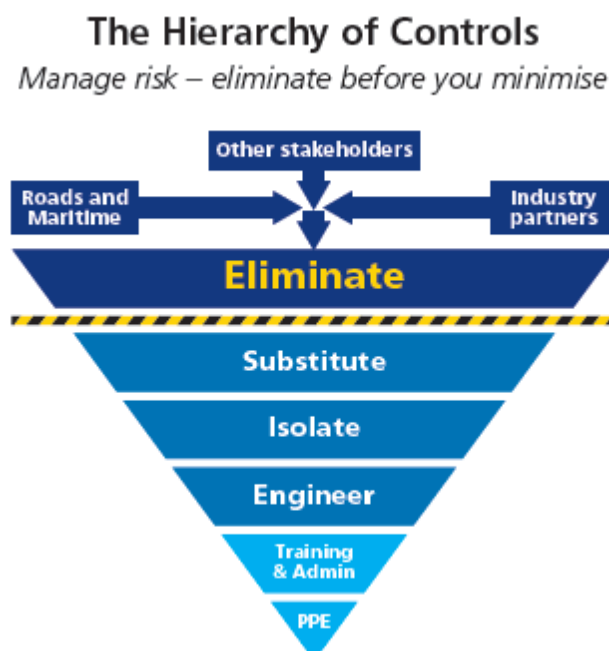 The Hierarchy of Controls
Manage risk – eliminate before you minimise
Other stakeholders
Roads and
Maritime
Industry
partners
Eliminate
Substitute
Isolate
Engineer
Training
& Admin
PPE